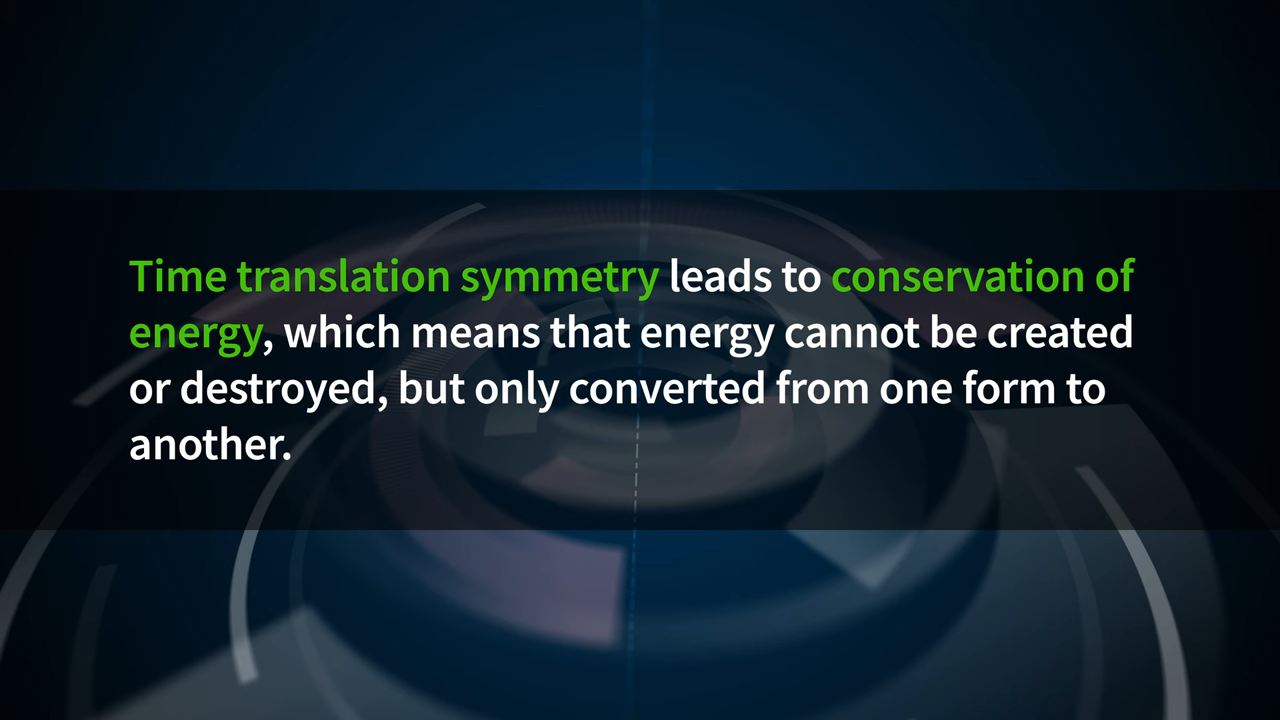 Time translation symmetry leads to conservation of
energy, which means that energy cannot be created
or destroyed, but only converted from one form to
another.